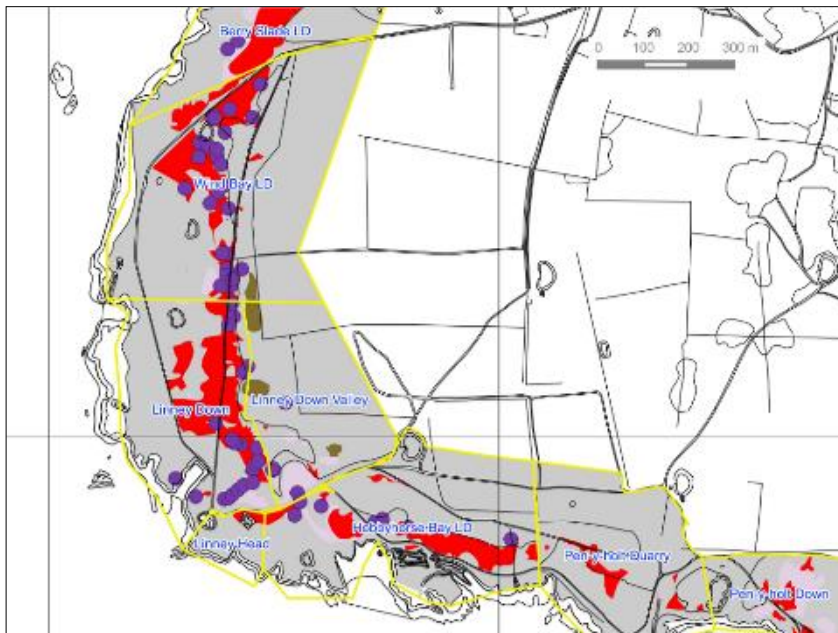 Berry Slade LD
0 100 200 300 m
Wind Bay LD
Linney Down
Linney Down Valley
Linney Head
Hobbyhorse Bay LD
Pen-y-holt Quarry
Pen-y-holt Down